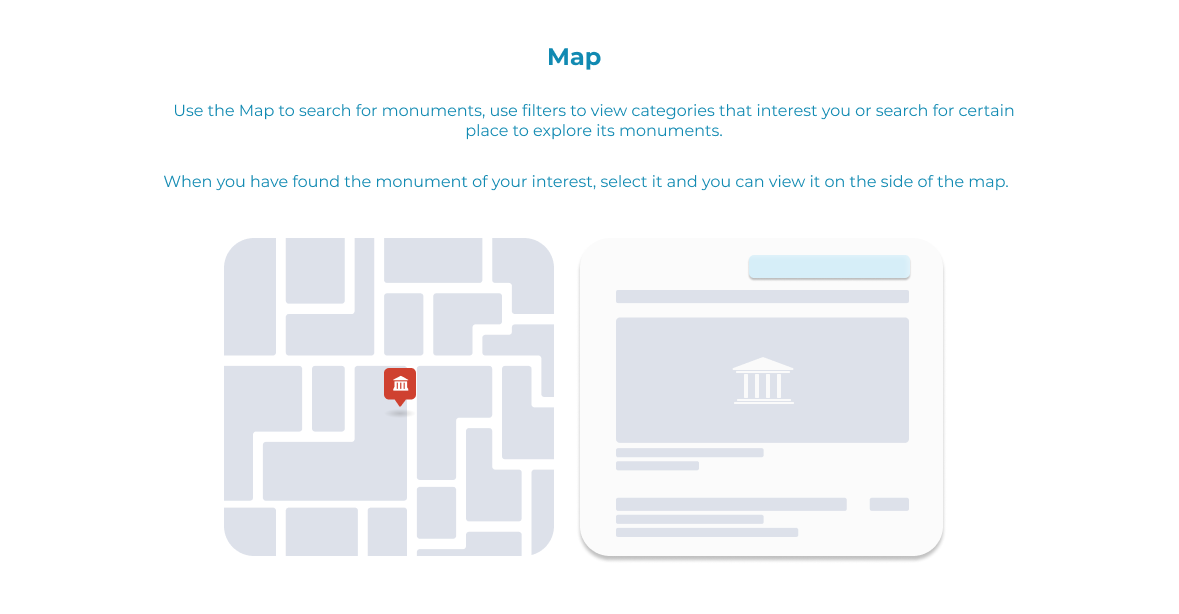 Map
Use the Map to search for monuments, use filters to view categories that interest you or search for certain
place to explore its monuments.
When you have found the monument of your interest, select it and you can view it on the side of the map.